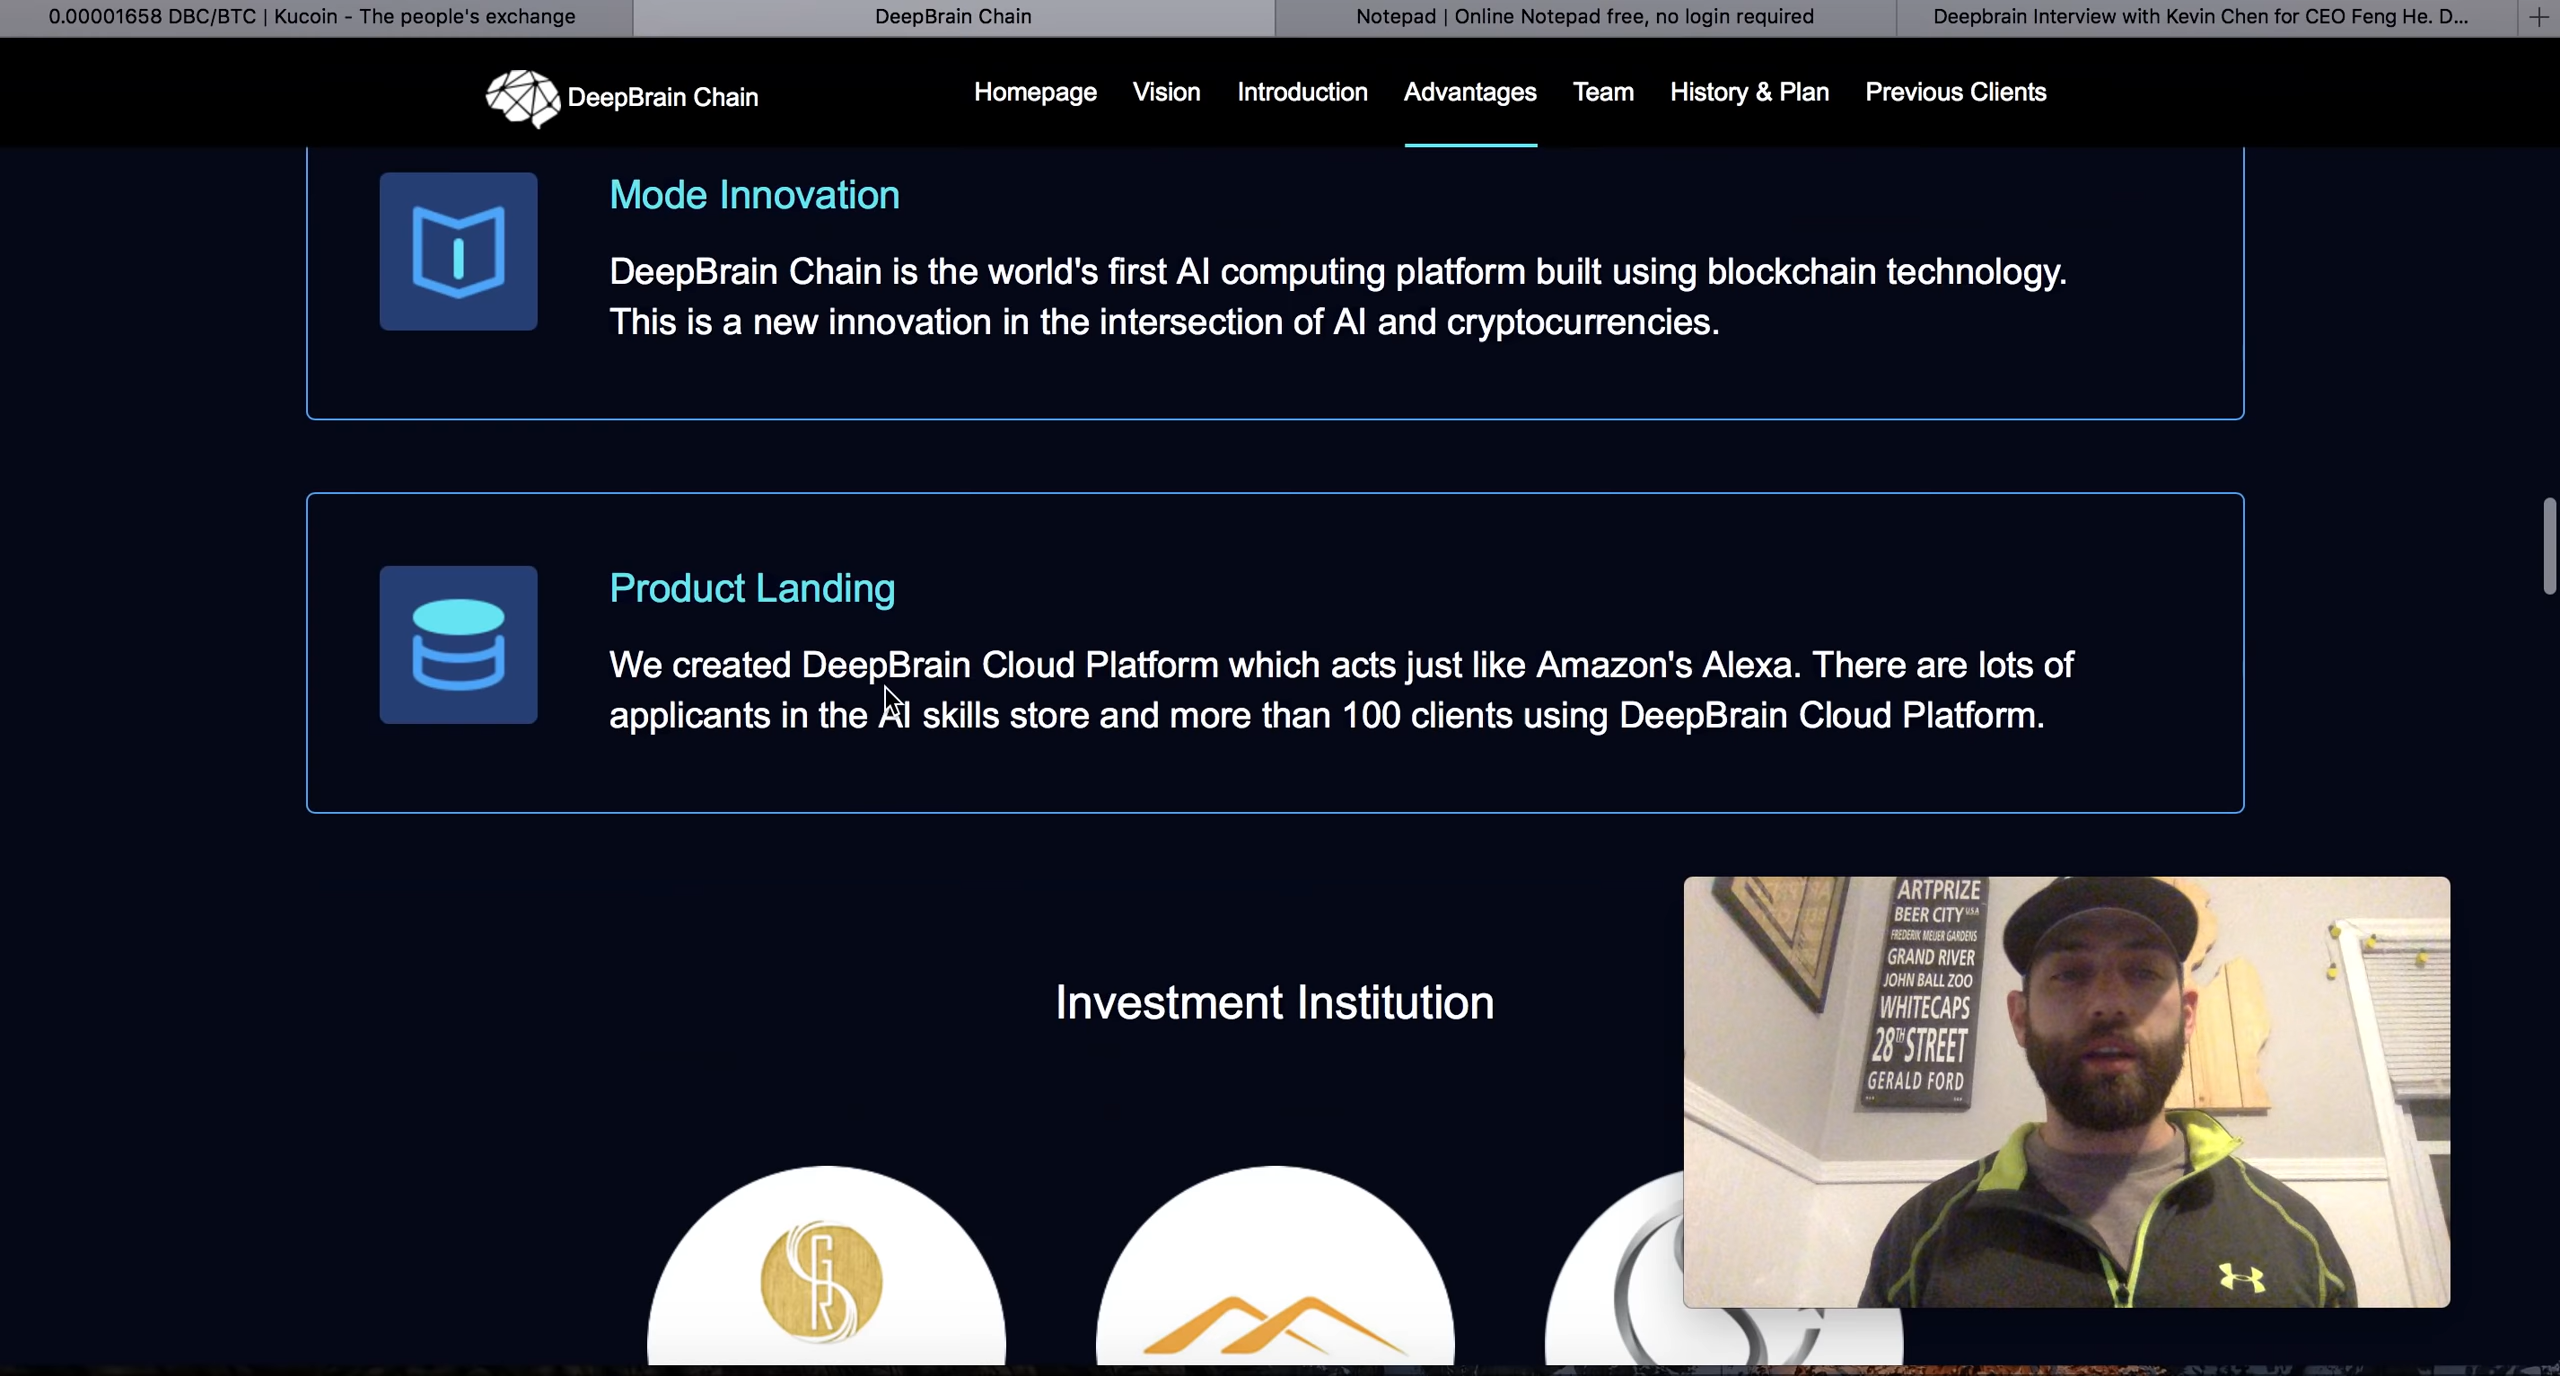 0.00001658 DBC/BTC | Kucoin - The people's exchange
DeepBrain Chain
Notepad | Online Notepad free, no login required
Deepbrain Interview with Kevin Chen for CEO Feng He. D...
DeepBrain Chain
Homepage
Vision
Introduction
Advantages
Team
History & Plan
Previous Clients
Mode Innovation
DeepBrain Chain is the world's first AI computing platform built using blockchain technology.
This is a new innovation in the intersection of AI and cryptocurrencies.
Product Landing
We created DeepBrain Cloud Platform which acts just like Amazon's Alexa. There are lots of
applicants in the AI skills store and more than 100 clients using DeepBrain Cloud Platform.
Investment Institution
ARTPRIZE
BEER CITY USA
FREDERIK MEIJER GARDENS
GRAND RIVER
JOHN BALL ZOO
WHITECAPS
28TH STREET
GERALD FORD